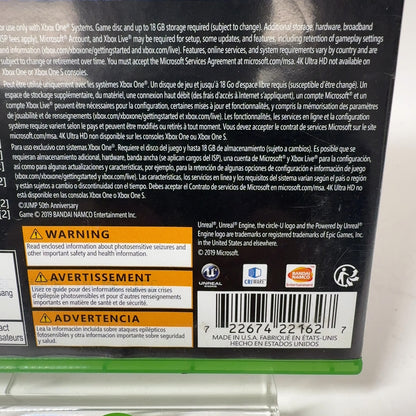 or use only with Xbox One® Systems. Game disc and up to 18 GB storage required (subject to change). Additional storage, hardware, broadband
(ISP fees apply), Microsoft Account, and Xbox Live® may be required for setup, some updates, and features, including retention of gameplay settings
and information (www.xbox.com/xboxone/gettingstarted and xbox.com/live). Features, online services, and system requirements vary by country and are
subject to change or retirement over time. You must accept the Microsoft Services Agreement at microsoft.com/msa. 4K Ultra HD not
on Xbox One or Xbox One S consoles.
Peut être utilisé uniquement avec les systèmes Xbox One®. Un disque de jeu et jusqu'à 18 Go d'espace libre requis (susceptible d'être changé). Un
espace de stockage supplémentaire, du matériel, une connexion haut débit (des frais d'accès à Internet s'appliquent), un compte Microsoft et un
compte Xbox Live® peuvent être nécessaires pour la configuration, certaines mises à jour et fonctionnalités, y compris la mémorisation des paramètres
de jouabilité et de renseignements (www.xbox.com/xboxone/gettingstarted et xbox.com/live). Les fonctionnalités, les services en ligne et la configuration
système requise varient selon le pays et peuvent être modifiés ou retirés à tout moment. Vous devez accepter le contrat de services Microsoft sur le site
microsoft.com/msa. 4K Ultra HD non disponible sur les consoles Xbox One ou Xbox One S.
Para uso exclusivo con sistemas Xbox One®. Requiere el disco del juego y hasta 18 GB de almacenamiento (sujeto a cambios). Es posible que se
requieran almacenamiento adicional, hardware, banda ancha (se aplican cargos del ISP), una cuenta de Microsoft® y Xbox Live® para la configuración,
así como para algunas actualizaciones y características, por ejemplo, para la retención de algunas opciones de configuración e información de juego
(xbox.com/xboxone/gettingstarted y xbox.com/live). Las características, los servicios en línea y los requisitos del sistema varían según el país y están
sujetos a cambio o discontinuidad con el tiempo. Debes aceptar el Contrato de servicios de Microsoft en microsoft.com/msa. 4K Ultra HD no está
disponible en las consolas Xbox One o Xbox One S.
©JUMP 50th Anniversary
Game © 2019 BANDAI NAMCO Entertainment Inc.
WARNING
Read enclosed information about photosensitive seizures and
other important safety and health information.
AVERTISSEMENT
Lisez ce guide pour des informations relatives aux crises
d'épilepsie photosensibles et pour d'autres renseignements
importants en matière de santé et de sécurité.
ADVERTENCIA
Lea la información incluida sobre ataques epilépticos
fotosensibles y más información importante sobre salud y
seguridad.
Unreal®, Unreal Engine, the circle-U logo and the Powered by Unreal®
Engine logo are trademarks or registered trademarks of Epic Games, Inc.
in the United States and elsewhere.
© 2019 Microsoft.
UNREAL
CRIWARE
BANDAI
NAMCO
7 22674 22162 7
MADE IN U.S.A. FABRIQUÉ EN ÉTATS-UNIS
HECHO EN ESTADOS UNIDOS